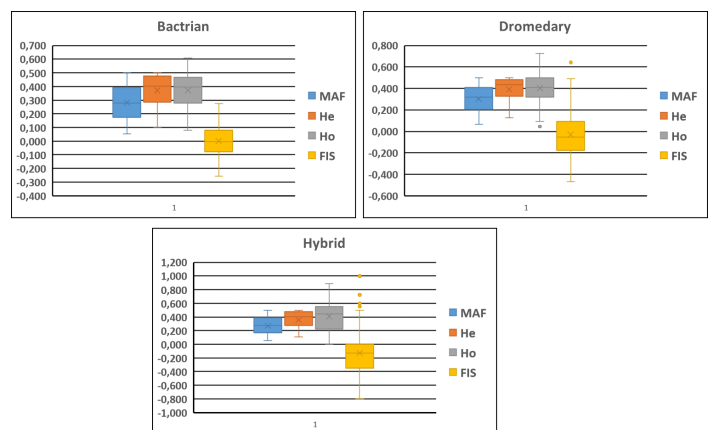 Bactrian
0,700
0,600
0,500
0,400
0,300
0,200
0,100
0,000
-0,100
-0,200
-0,300
-0,400
1
MAF
He
Ho
FIS
Dromedary
0,800
0,600
0,400
0,200
0,000
-0,200
-0,400
-0,600
1
MAF
He
Ho
FIS
Hybrid
1,200
1,000
0,800
0,600
0,400
0,200
0,000
-0,200
-0,400
-0,600
-0,800
-1,000
1
MAF
He
Ho
FIS